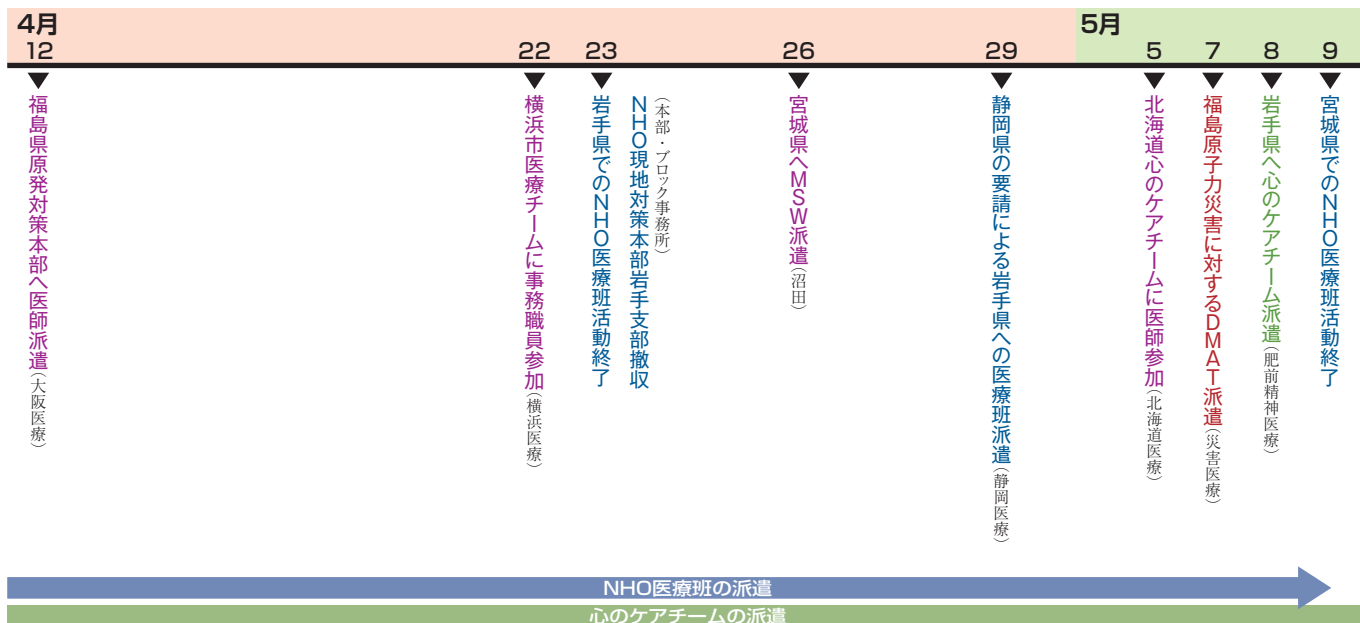 4月
5月
12
22
23
26
29
5
7
8
9
福島県原発対策本部へ医師派遣（大阪医療）
横浜市医療チームに事務職員参加（横浜医療）
岩手県でのNHO医療班活動終了
NHO現地対策本部岩手支部撤収
（本部・ブロック事務所）
宮城県へMSW派遣（沼田）
静岡県の要請による岩手県への医療班派遣（静岡医療）
北海道心のケアチームに医師参加（北海道医療）
福島原子力災害に対するDMAT派遣（災害医療）
岩手県へ心のケアチーム派遣（肥前精神医療）
宮城県でのNHO医療班活動終了
NHO医療班の派遣
心のケアチームの派遣